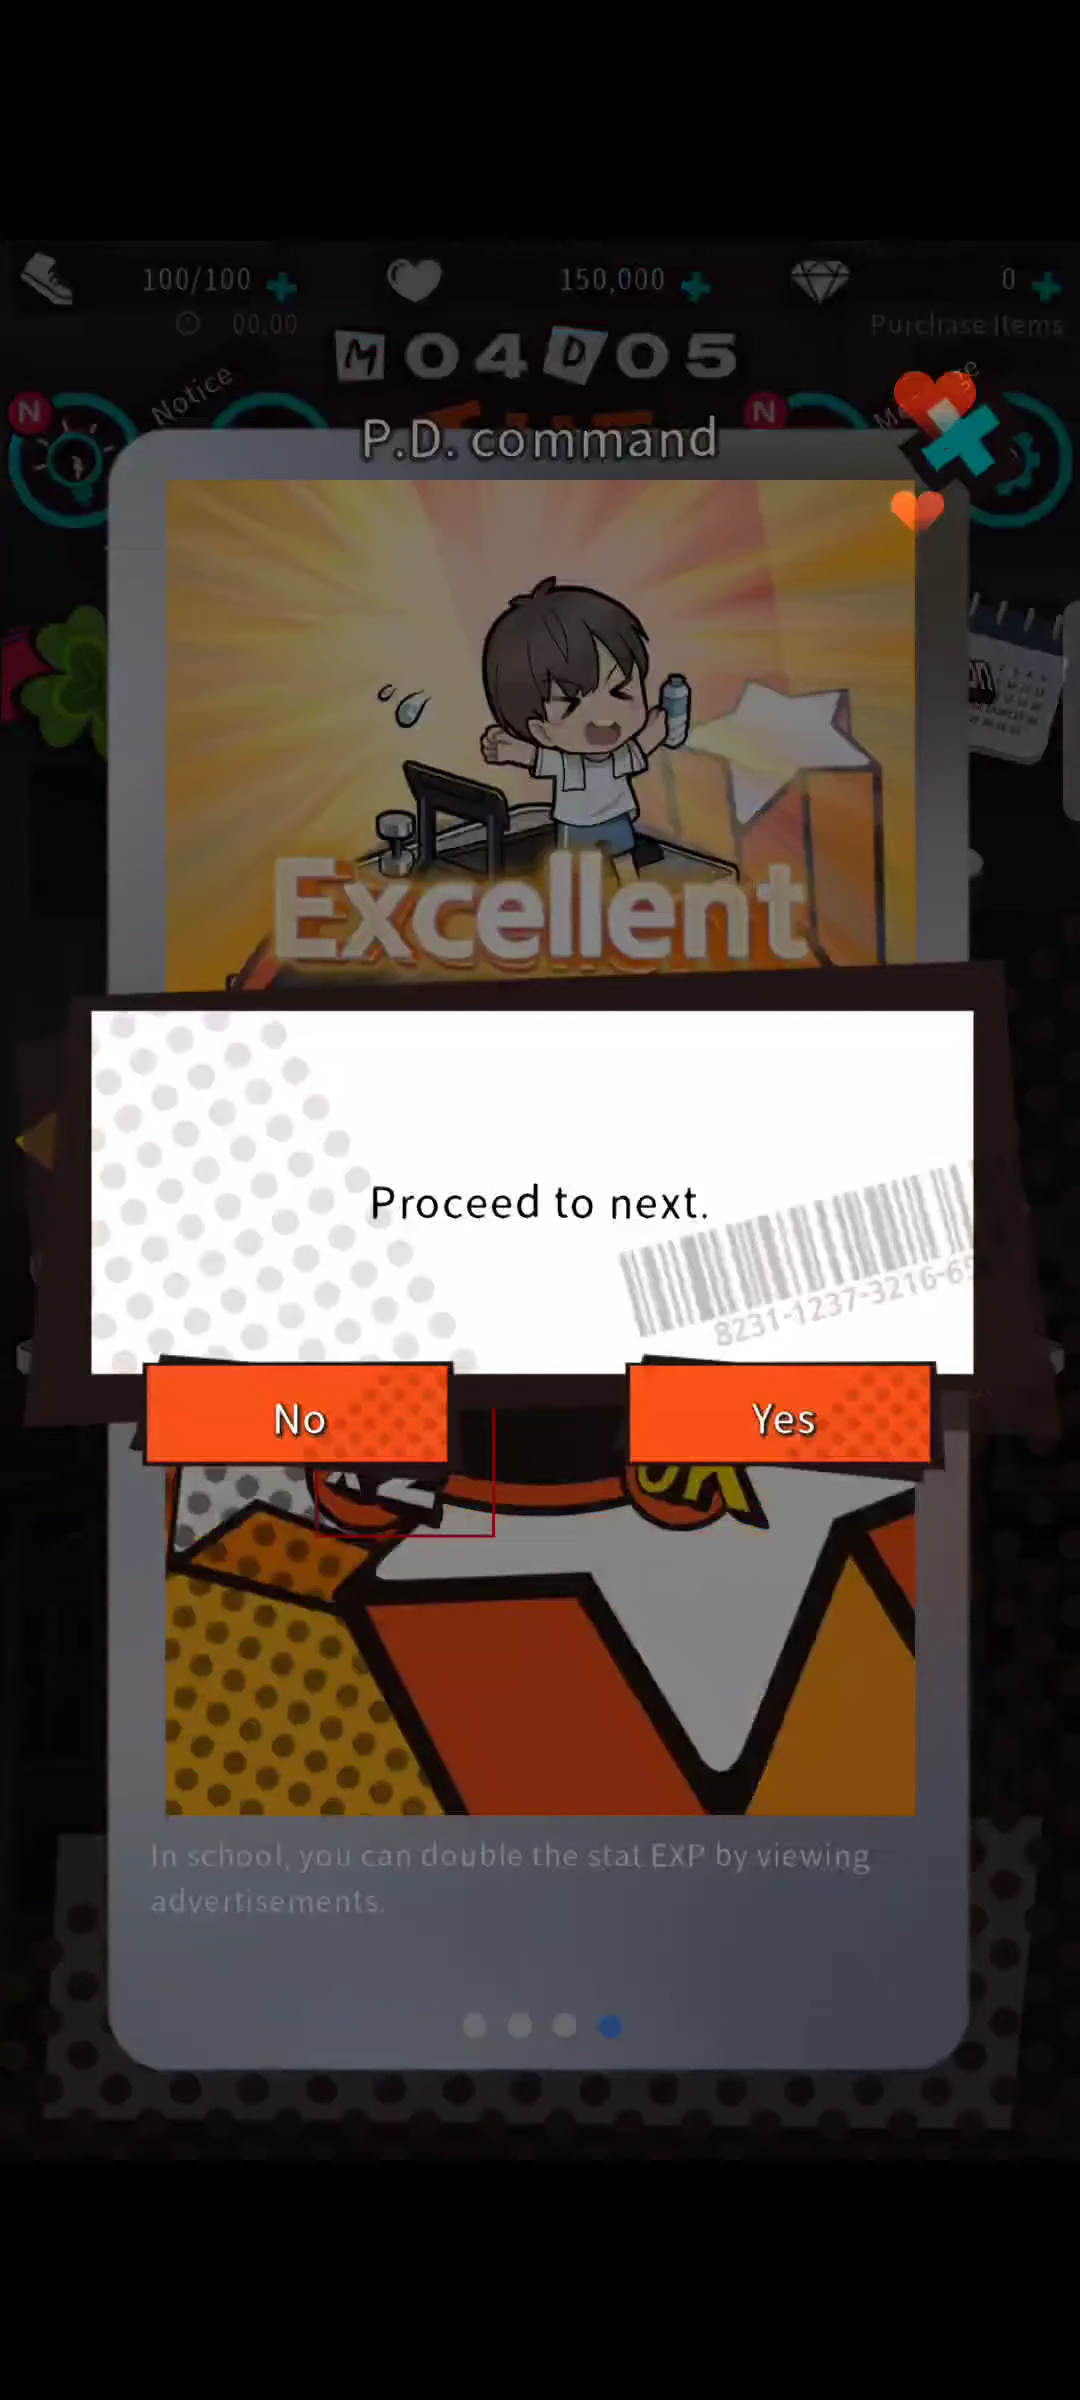 100/100
150,000
0
00.00
Purchase Items
M04D05
N
Notice
N
P.D. command
Excellent
Proceed to next.
8231-1237-3216-65
No
Yes
In school, you can double the stat EXP by viewing
advertisements.